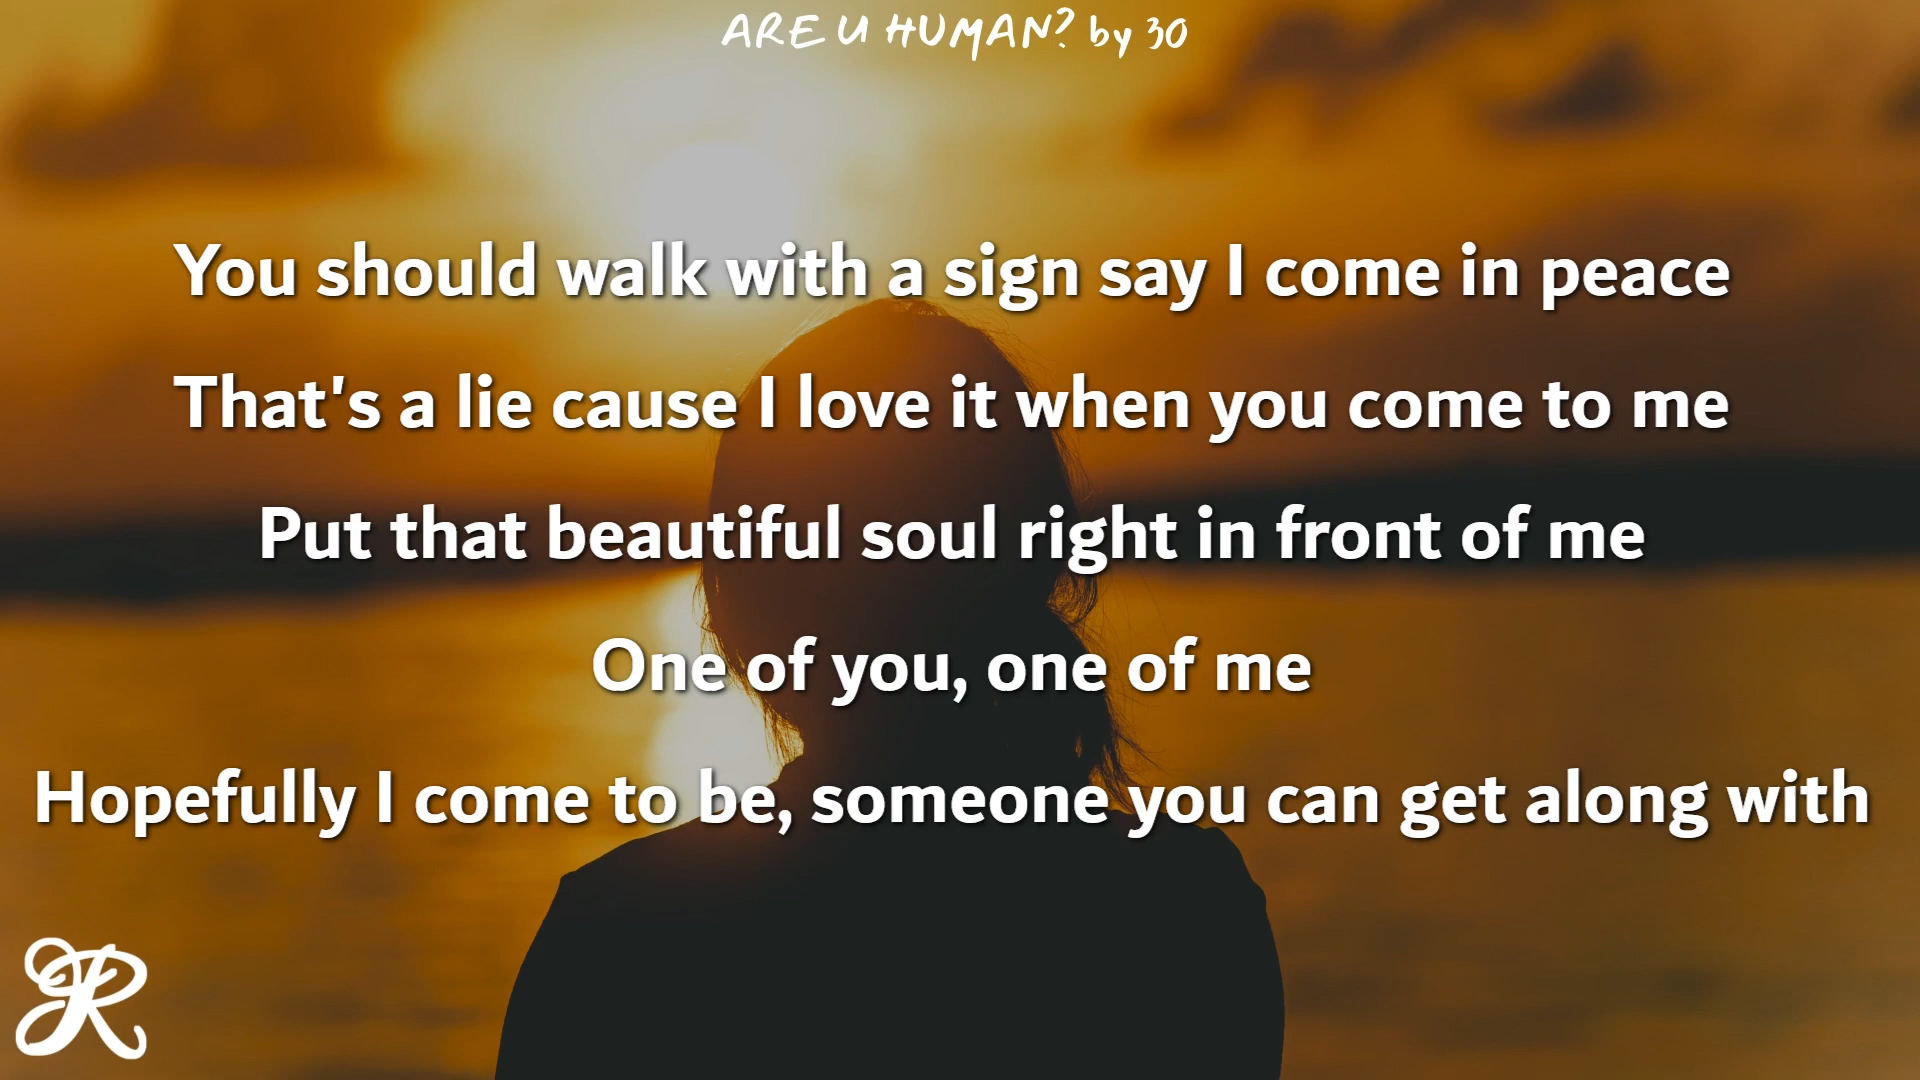 ARE U HUMAN? by 30
You should walk with a sign say I come in peace
That's a lie cause I love it when you come to me
Put that beautiful soul right in front of me
One of you, one of me
Hopefully I come to be, someone you can get along with
R